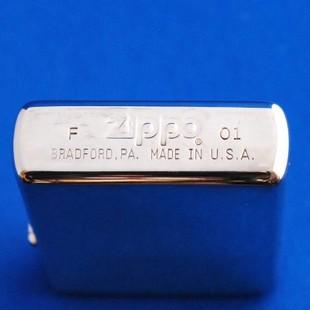 F Zippo 01
BRADFORD, PA. MADE IN U.S.A.